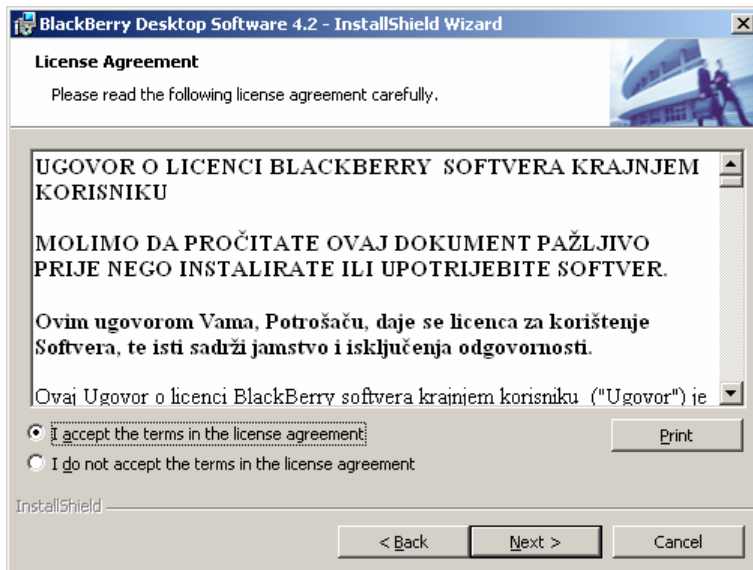 BlackBerry Desktop Software 4.2 - InstallShield Wizard
License Agreement
Please read the following license agreement carefully.
UGOVOR O LICENCI BLACKBERRY SOFTVERA KRAJNJEM
KORISNIKU
MOLIMO DA PROČITATE OVAJ DOKUMENT PAŽLJIVO
PRIJE NEGO INSTALIRATE ILI UPOTRIJEBITE SOFTVER.
Ovim ugovorom Vama, Potrošaču, daje se licenca za korištenje
Softvera, te isti sadrži jamstvo i isključenja odgovornosti.
Ovaj Ugovor o licenci BlackBerry softvera krajnjem korisniku ("Ugovor") je
I accept the terms in the license agreement
Print
I do not accept the terms in the license agreement
InstallShield
< Back
Next >
Cancel